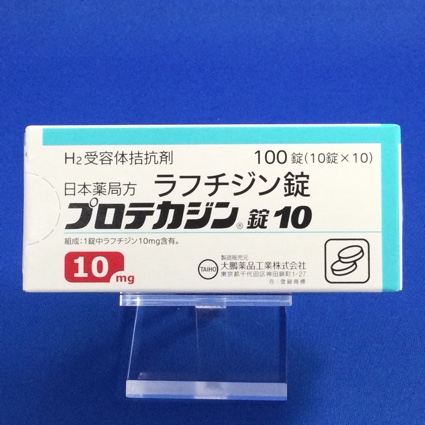 H2受容体拮抗剤 100錠(10錠×10)
日本薬局方 ラフチジン錠
プロテカジン®錠10
組成:1錠中ラフチジン10mg含有。
10mg
製造販売元
TAIHO 大鵬薬品工業株式会社
東京都千代田区神田錦町1-27
®:登録商標